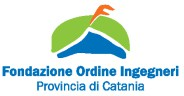 Fondazione Ordine Ingegneri
Provincia di Catania